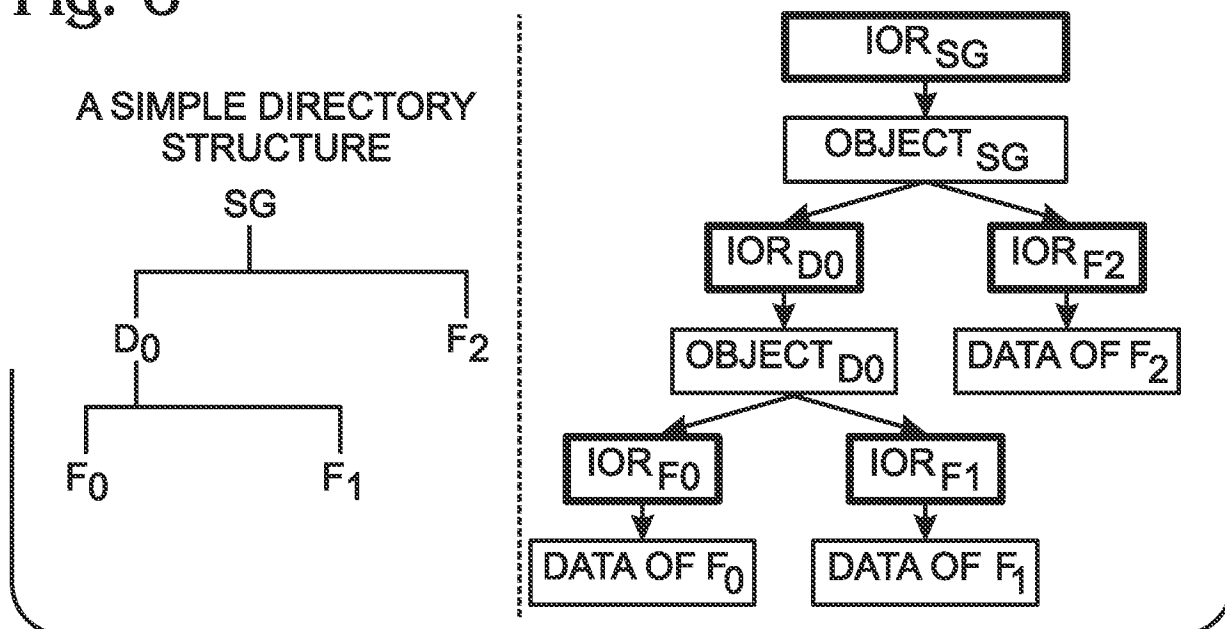 Fig.
A SIMPLE DIRECTORY
STRUCTURE
SG
D0
F2
F0
F1
IORSG
OBJECTSG
IORD0
IORF2
OBJECTD0
DATA OF F2
IORF0
IORF1
DATA OF F0
DATA OF F1